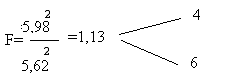 F= 5,98² / 5,62² =1,13
4
6